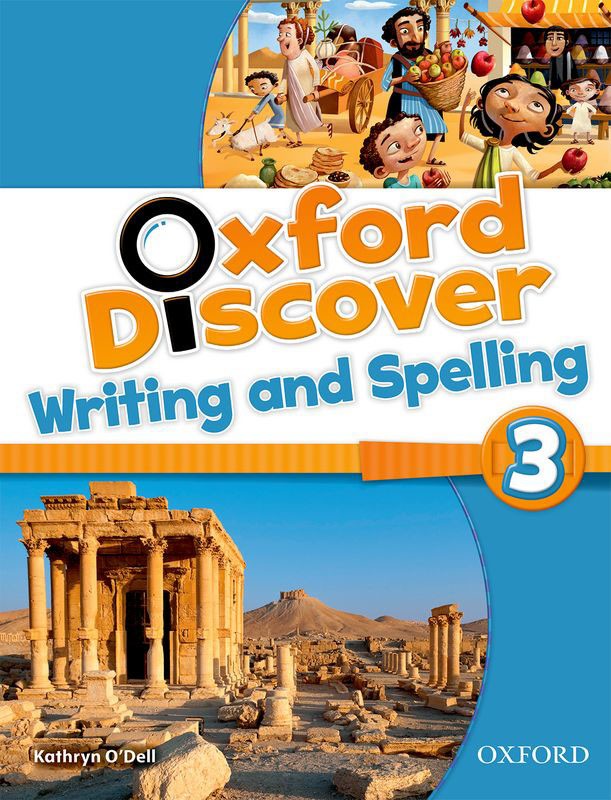 Oxford
Discover
Writing and Spelling
3
Kathryn O'Dell
OXFORD